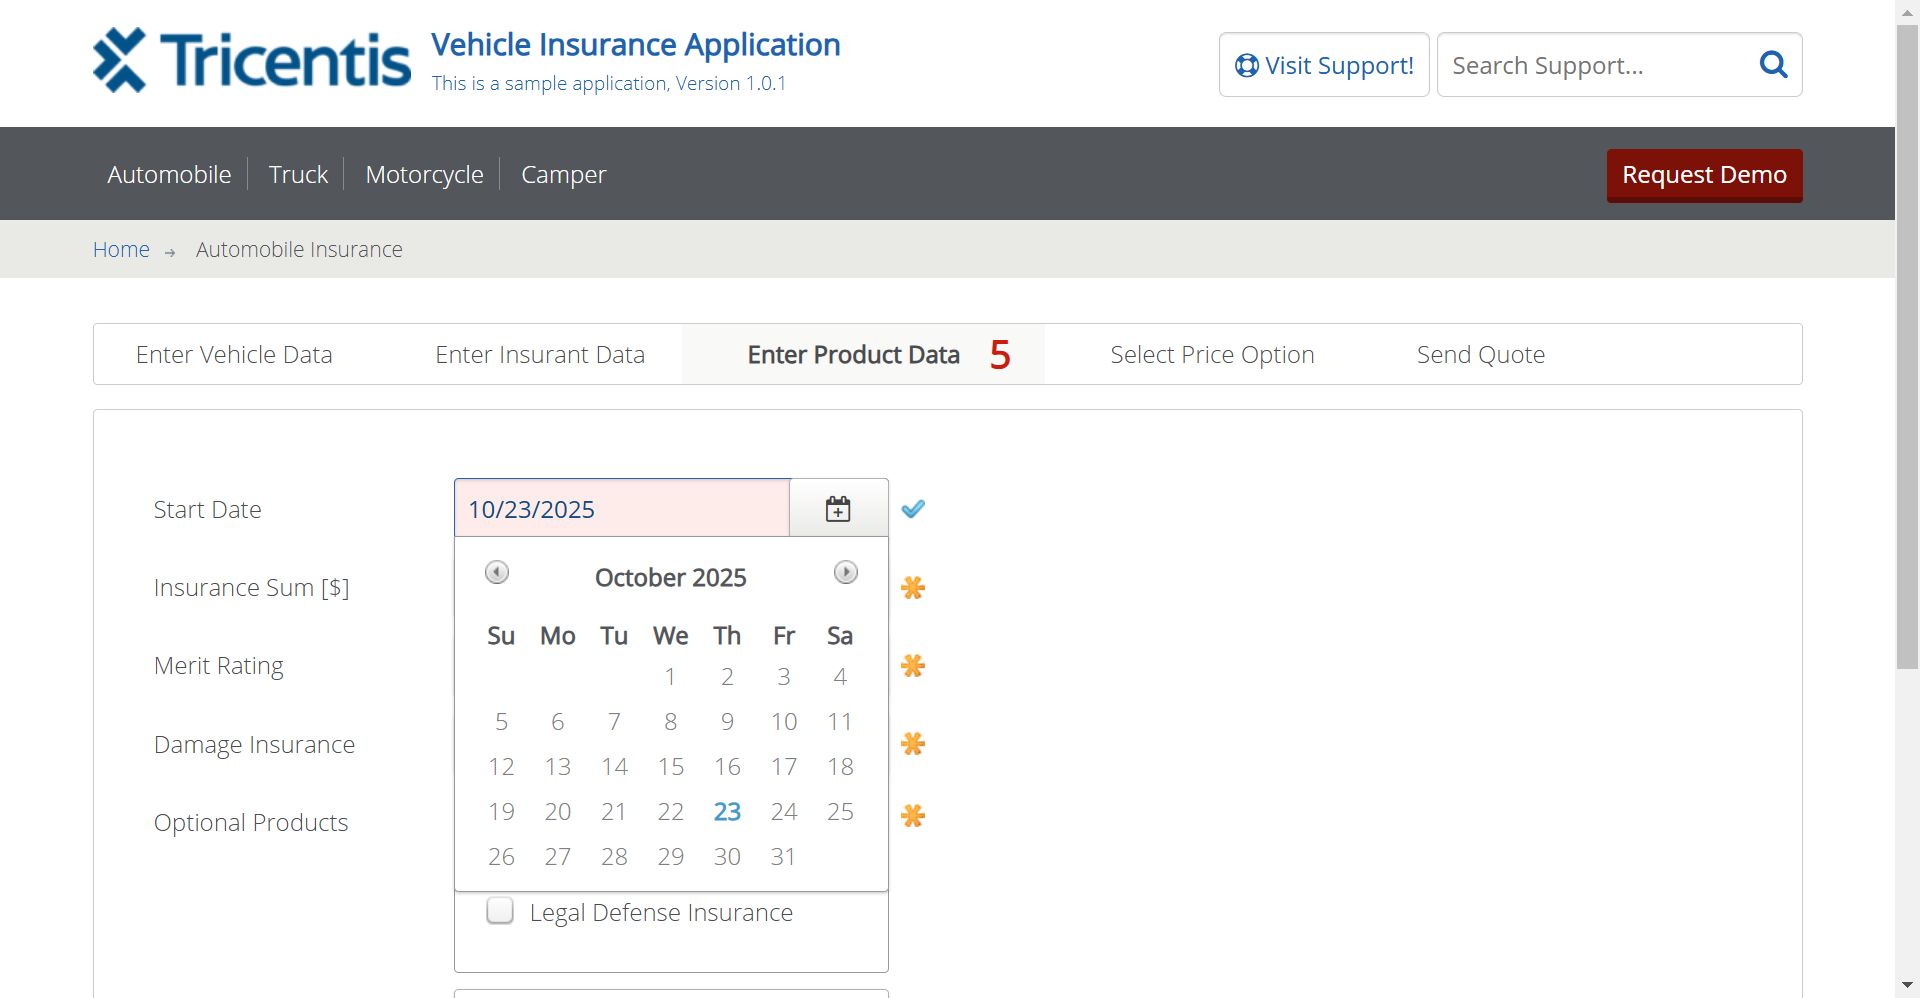 Tricentis
Vehicle Insurance Application
This is a sample application, Version 1.0.1
Visit Support!
Search Support...
Automobile
Truck
Motorcycle
Camper
Request Demo
Home
Automobile Insurance
Enter Vehicle Data
Enter Insurant Data
Enter Product Data 5
Select Price Option
Send Quote
Start Date
10/23/2025
October 2025
Su Mo Tu We Th Fr Sa
1 2 3 4
5 6 7 8 9 10 11
12 13 14 15 16 17 18
19 20 21 22 23 24 25
26 27 28 29 30 31
Insurance Sum [$]
Merit Rating
Damage Insurance
Optional Products
Legal Defense Insurance